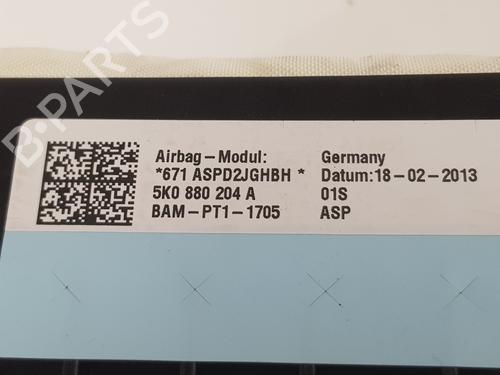 Airbag-Modul:
*671 ASPD2JGHBH *
5K0 880 204 A
BAM-PT1-1705
Germany
Datum:18-02-2013
01S
ASP
B-PARTS